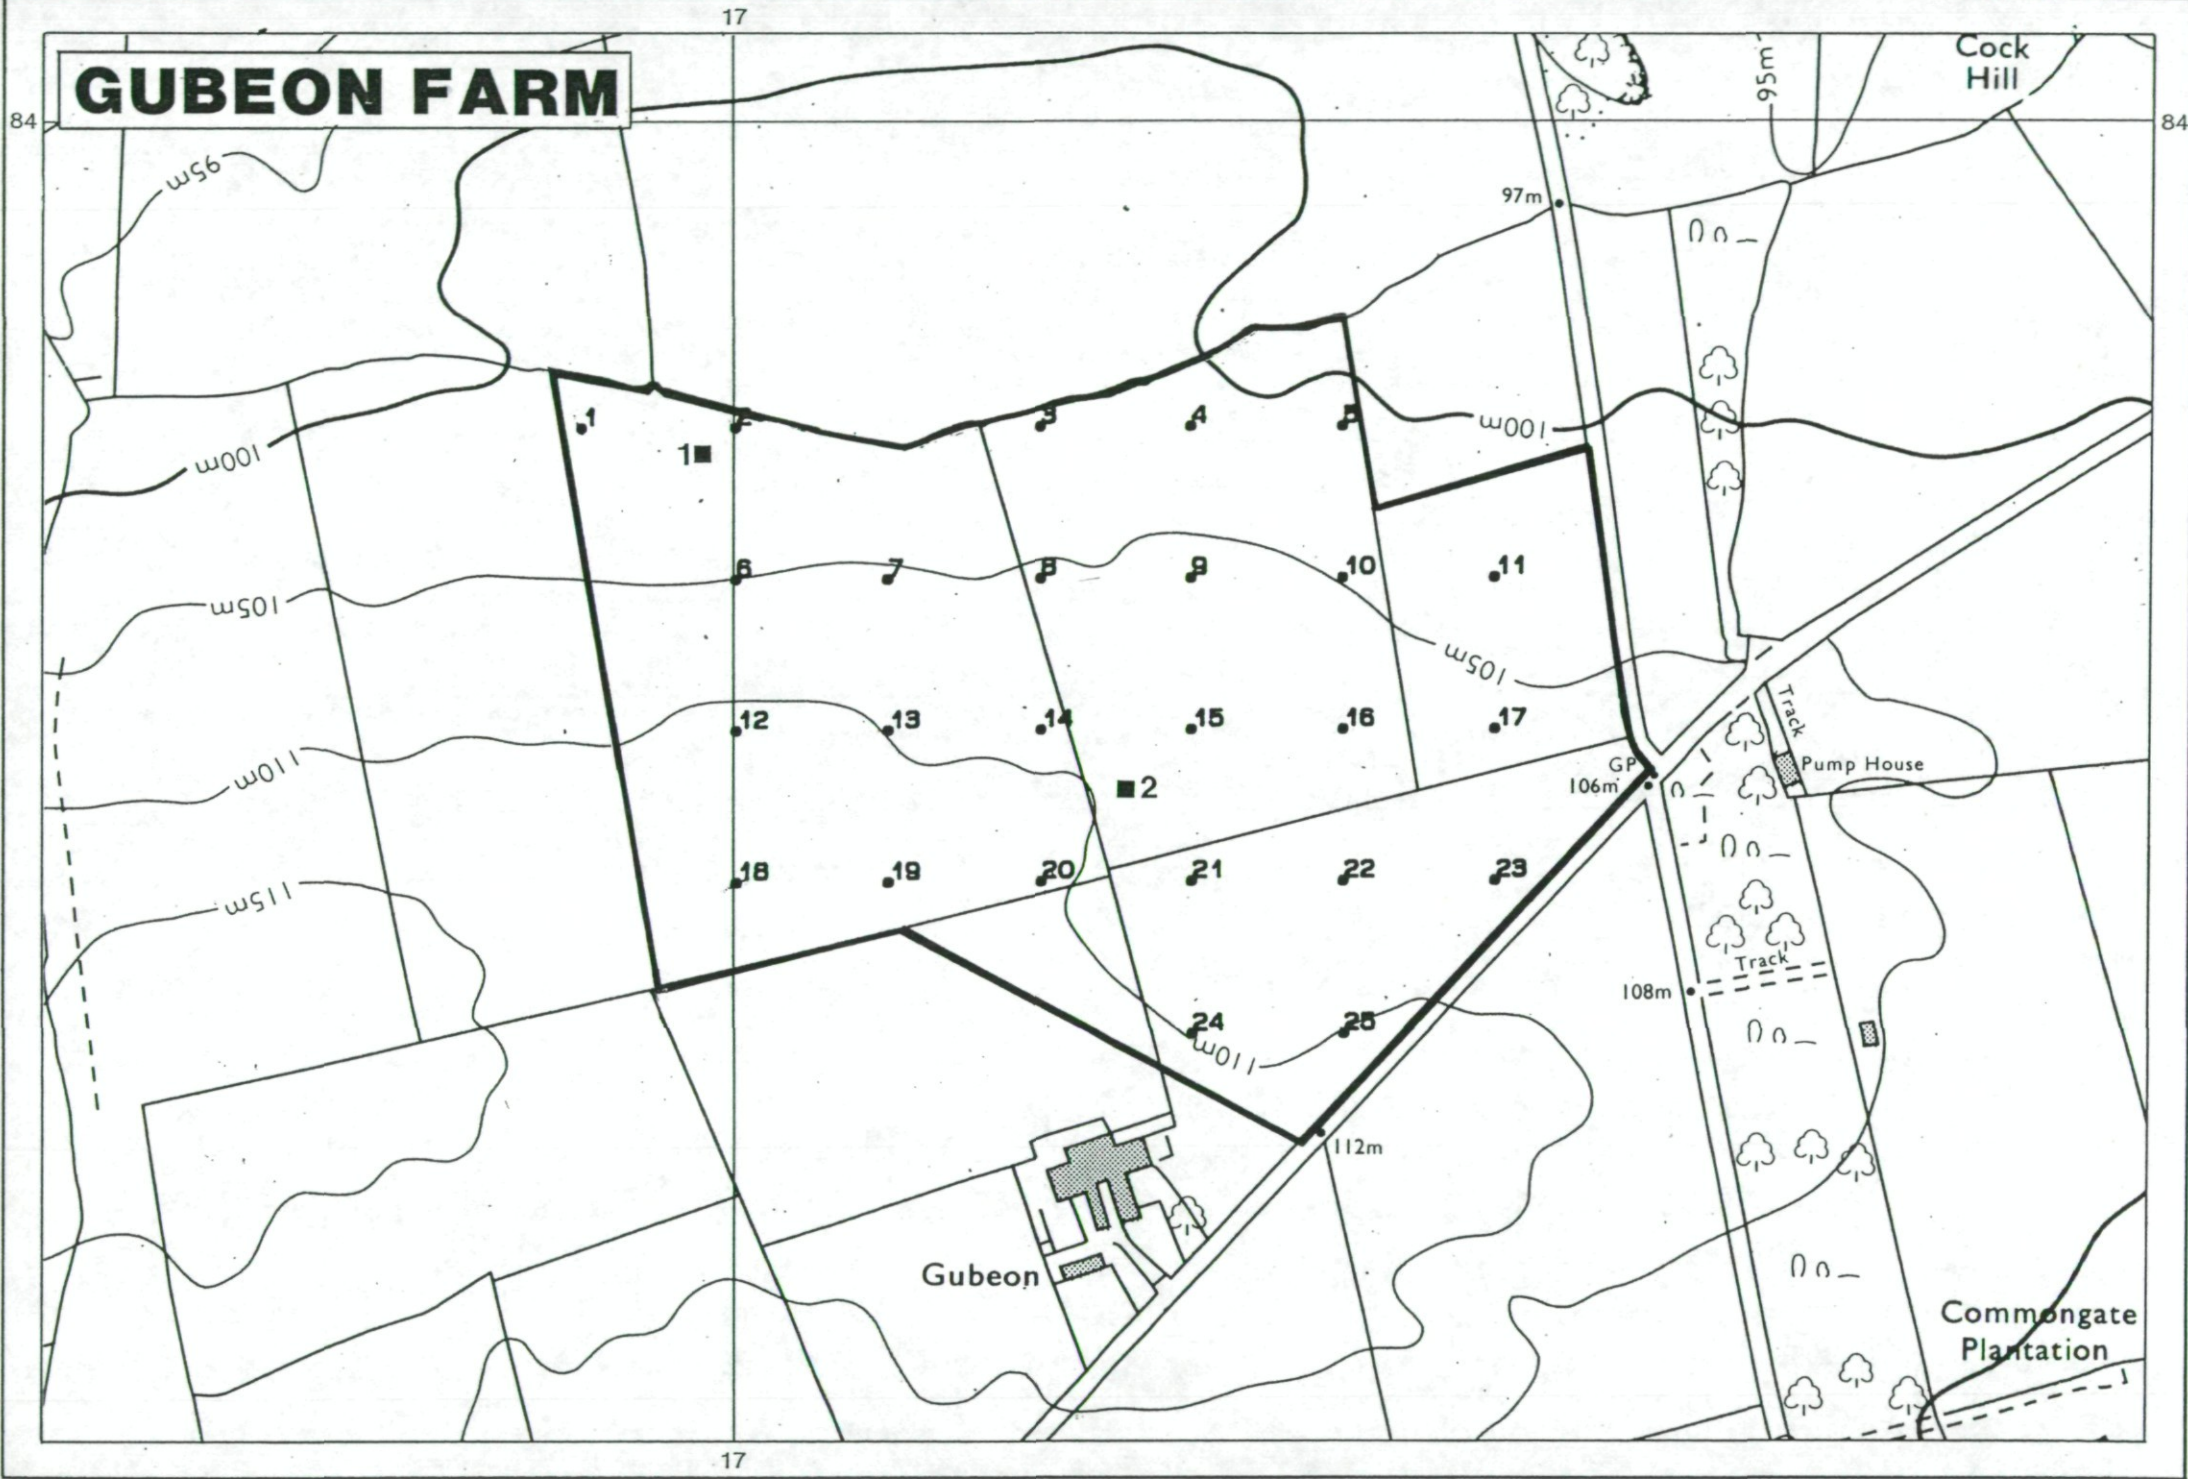 17
GUBEON FARM
Cock
Hill
95m
84
84
95m
97m
1
2
3
4
5
1
100m
100m
6
7
8
9
10
11
105m
105m
12
13
14
15
16
17
Track
GP
Pump House
110m
2
106m
18
19
20
21
22
23
115m
Track
108m
24
25
110m
112m
Gubeon
Commongate
Plantation
17